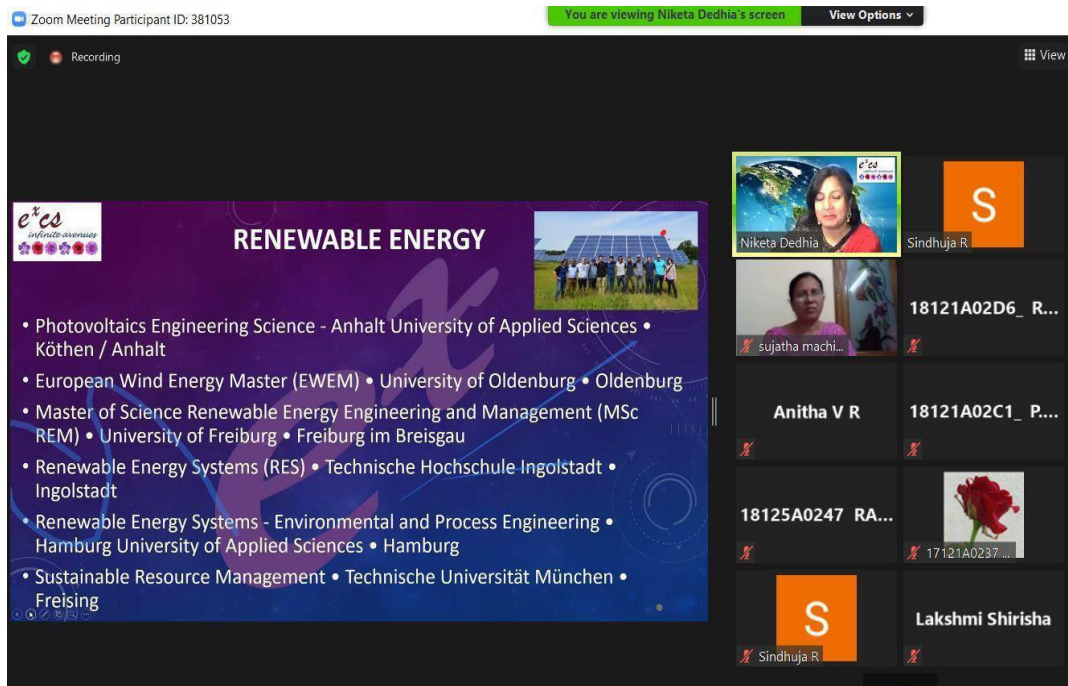 Zoom Meeting Participant ID: 381053
You are viewing Niketa Dedhia's screen
View Options
Recording
View
eˣcs
infinite avenues
RENEWABLE ENERGY
• Photovoltaics Engineering Science - Anhalt University of Applied Sciences •
Köthen / Anhalt
• European Wind Energy Master (EWEM) • University of Oldenburg • Oldenburg
• Master of Science Renewable Energy Engineering and Management (MSc
REM) • University of Freiburg • Freiburg im Breisgau
• Renewable Energy Systems (RES) • Technische Hochschule Ingolstadt •
Ingolstadt
• Renewable Energy Systems - Environmental and Process Engineering •
Hamburg University of Applied Sciences • Hamburg
• Sustainable Resource Management • Technische Universität München •
Freising
eˣcs
Niketa Dedhia
S
Sindhuja R
sujatha machi...
18121A02D6_ R...
Anitha V R
18121A02C1_ P....
18125A0247 RA...
17121A0237 ...
S
Sindhuja R
Lakshmi Shirisha